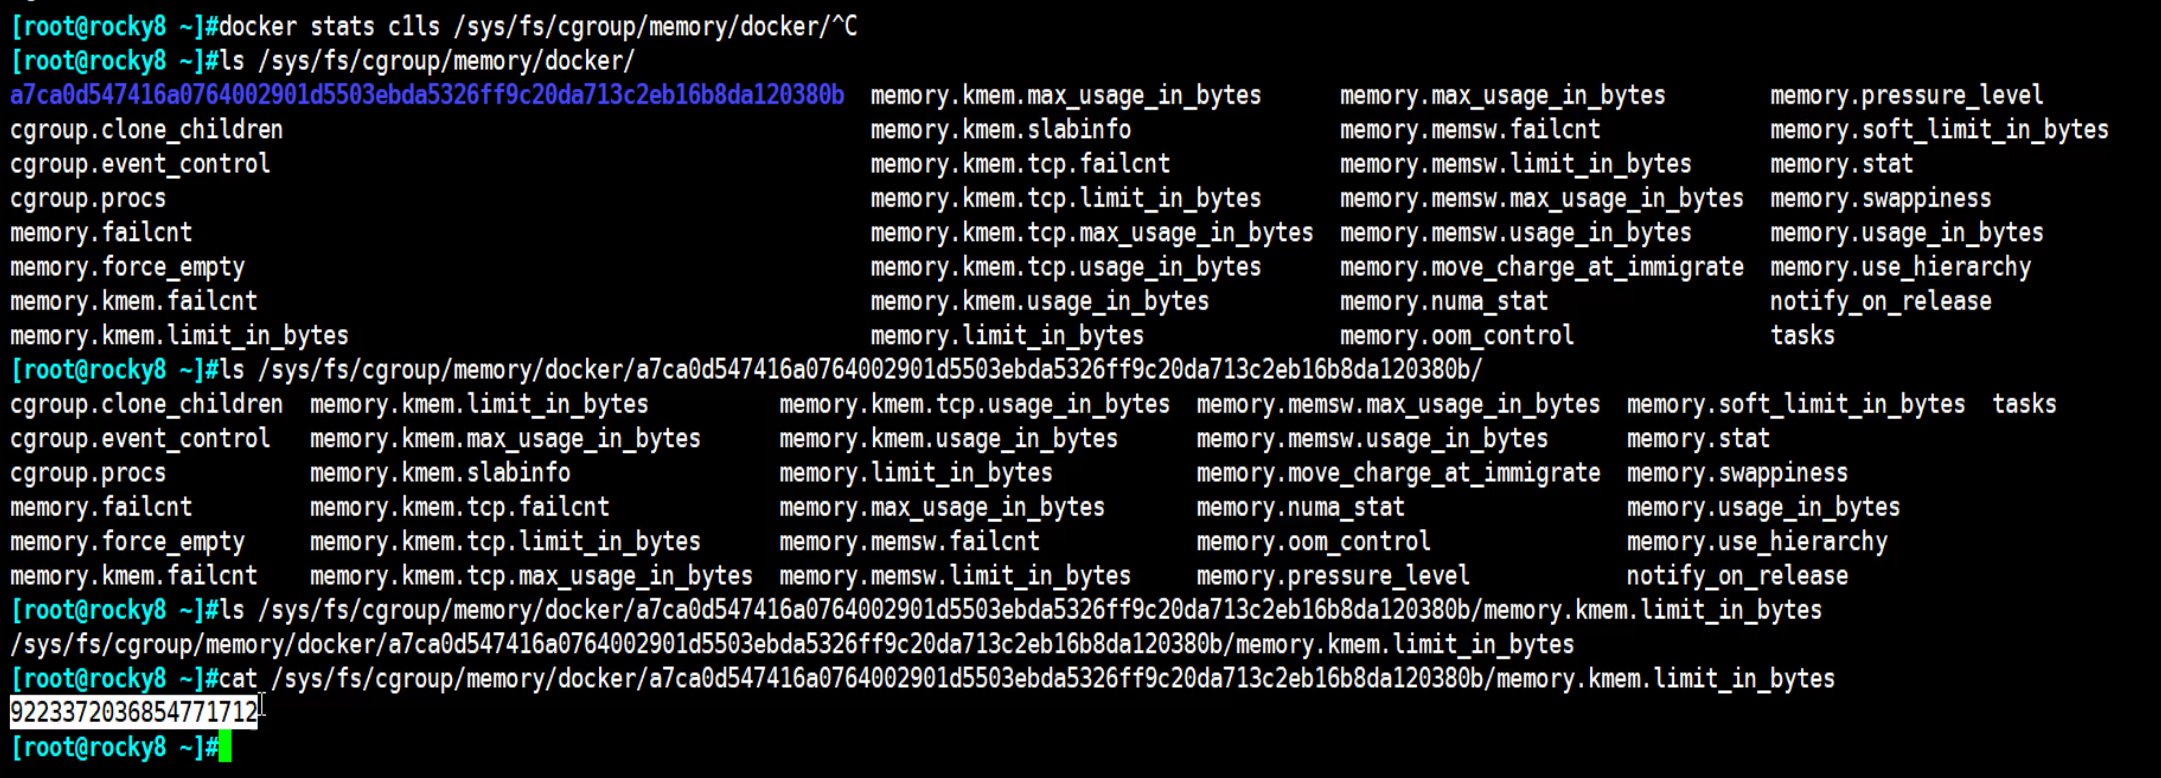 [root@rocky8 ~]#docker stats c1ls /sys/fs/cgroup/memory/docker/^C
[root@rocky8 ~]#ls /sys/fs/cgroup/memory/docker/
a7ca0d547416a0764002901d5503ebda5326ff9c20da713c2eb16b8da120380b memory.kmem.max_usage_in_bytes memory.max_usage_in_bytes memory.pressure_level
cgroup.clone_children memory.kmem.slabinfo memory.memsw.failcnt memory.soft_limit_in_bytes
cgroup.event_control memory.kmem.tcp.failcnt memory.memsw.limit_in_bytes memory.stat
cgroup.procs memory.kmem.tcp.limit_in_bytes memory.memsw.max_usage_in_bytes memory.swappiness
memory.failcnt memory.kmem.tcp.max_usage_in_bytes memory.memsw.usage_in_bytes memory.usage_in_bytes
memory.force_empty memory.kmem.tcp.usage_in_bytes memory.move_charge_at_immigrate memory.use_hierarchy
memory.kmem.failcnt memory.kmem.usage_in_bytes memory.numa_stat notify_on_release
memory.kmem.limit_in_bytes memory.limit_in_bytes memory.oom_control tasks
[root@rocky8 ~]#ls /sys/fs/cgroup/memory/docker/a7ca0d547416a0764002901d5503ebda5326ff9c20da713c2eb16b8da120380b/
cgroup.clone_children memory.kmem.limit_in_bytes memory.kmem.tcp.usage_in_bytes memory.memsw.max_usage_in_bytes memory.soft_limit_in_bytes tasks
cgroup.event_control memory.kmem.max_usage_in_bytes memory.kmem.usage_in_bytes memory.memsw.usage_in_bytes memory.stat
cgroup.procs memory.kmem.slabinfo memory.limit_in_bytes memory.move_charge_at_immigrate memory.swappiness
memory.failcnt memory.kmem.tcp.failcnt memory.max_usage_in_bytes memory.numa_stat memory.usage_in_bytes
memory.force_empty memory.kmem.tcp.limit_in_bytes memory.memsw.failcnt memory.oom_control memory.use_hierarchy
memory.kmem.failcnt memory.kmem.tcp.max_usage_in_bytes memory.memsw.limit_in_bytes memory.pressure_level notify_on_release
[root@rocky8 ~]#ls /sys/fs/cgroup/memory/docker/a7ca0d547416a0764002901d5503ebda5326ff9c20da713c2eb16b8da120380b/memory.kmem.limit_in_bytes
/sys/fs/cgroup/memory/docker/a7ca0d547416a0764002901d5503ebda5326ff9c20da713c2eb16b8da120380b/memory.kmem.limit_in_bytes
[root@rocky8 ~]#cat /sys/fs/cgroup/memory/docker/a7ca0d547416a0764002901d5503ebda5326ff9c20da713c2eb16b8da120380b/memory.kmem.limit_in_bytes
9223372036854771712
[root@rocky8 ~]#